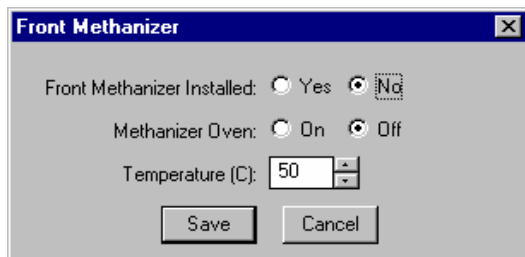 Front Methanizer
Front Methanizer Installed: Yes No
Methanizer Oven: On Off
Temperature (C): 50
Save Cancel